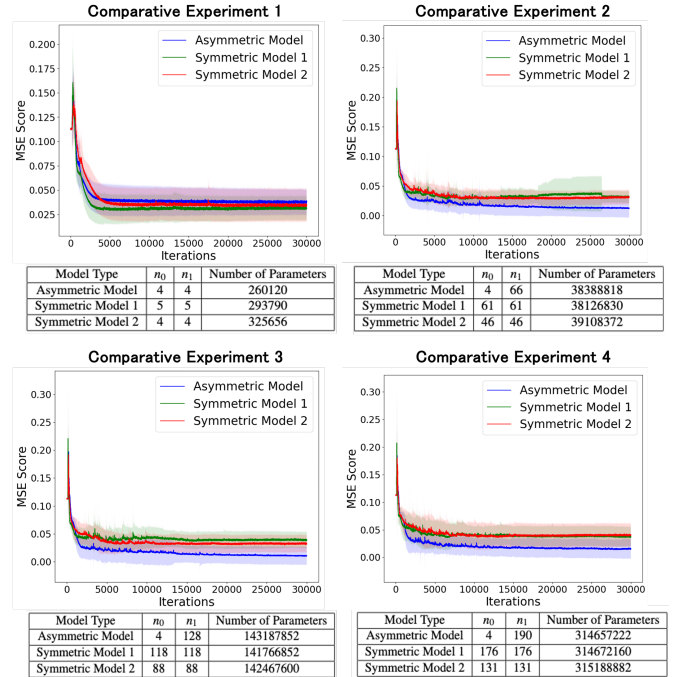 Comparative Experiment 1
0.200
0.175
0.150
0.125
0.100
0.075
0.050
0.025
MSE Score
Asymmetric Model
Symmetric Model 1
Symmetric Model 2
0 5000 10000 15000 20000 25000 30000
Iterations
Model Type n₀ n₁ Number of Parameters
Asymmetric Model 4 4 260120
Symmetric Model 1 5 5 293790
Symmetric Model 2 4 4 325656
Comparative Experiment 2
0.30
0.25
0.20
0.15
0.10
0.05
0.00
MSE Score
Asymmetric Model
Symmetric Model 1
Symmetric Model 2
0 5000 10000 15000 20000 25000 30000
Iterations
Model Type n₀ n₁ Number of Parameters
Asymmetric Model 4 66 38388818
Symmetric Model 1 61 61 38126830
Symmetric Model 2 46 46 39108372
Comparative Experiment 3
0.30
0.25
0.20
0.15
0.10
0.05
0.00
MSE Score
Asymmetric Model
Symmetric Model 1
Symmetric Model 2
0 5000 10000 15000 20000 25000 30000
Iterations
Model Type n₀ n₁ Number of Parameters
Asymmetric Model 4 128 143187852
Symmetric Model 1 118 118 141766852
Symmetric Model 2 88 88 142467600
Comparative Experiment 4
0.30
0.25
0.20
0.15
0.10
0.05
0.00
MSE Score
Asymmetric Model
Symmetric Model 1
Symmetric Model 2
0 5000 10000 15000 20000 25000 30000
Iterations
Model Type n₀ n₁ Number of Parameters
Asymmetric Model 4 190 314657222
Symmetric Model 1 176 176 314672160
Symmetric Model 2 131 131 315188882